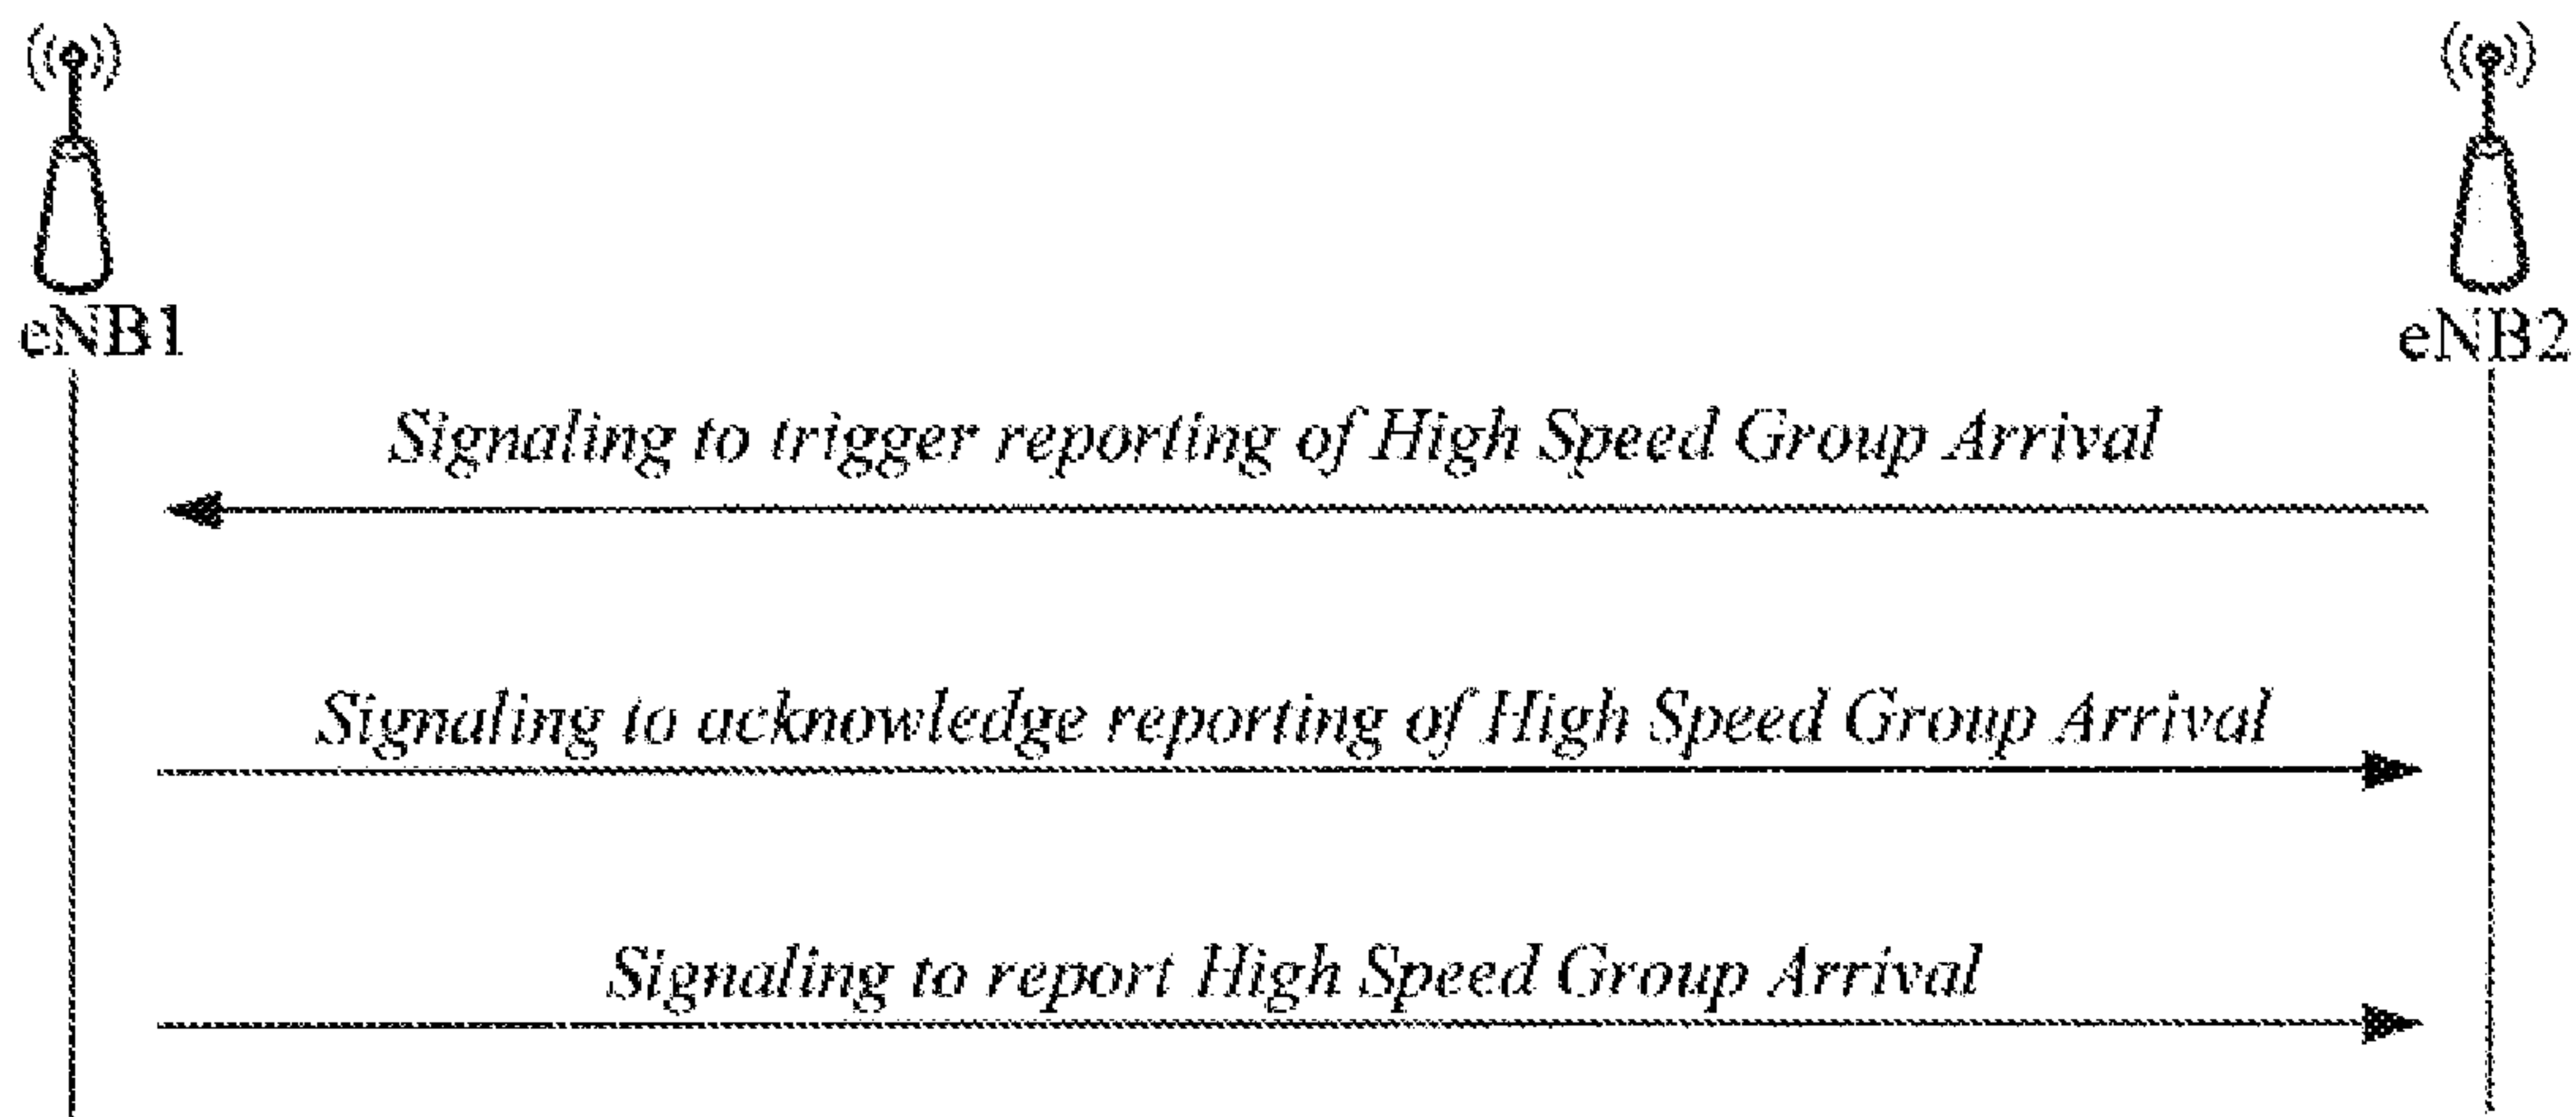 eNB1
eNB2
Signaling to trigger reporting of High Speed Group Arrival
Signaling to acknowledge reporting of High Speed Group Arrival
Signaling to report High Speed Group Arrival